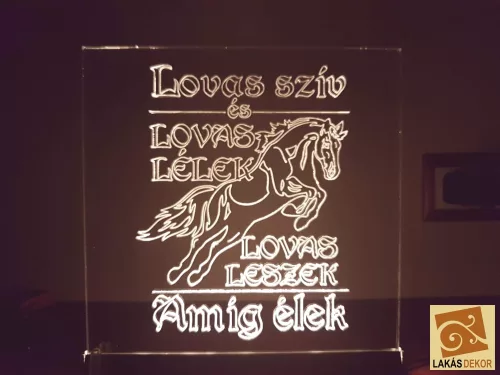 Lovas szív
és
LOVAS
LÉLEK
LOVAS
LESZEK
Amíg élek
LAKÁSDEKOR